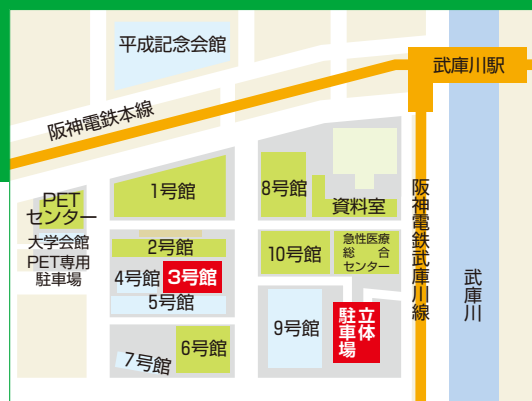 平成記念会館
武庫川駅
阪神電鉄本線
1号館
8号館
資料室
PET
センター
大学会館
PET専用
駐車場
2号館
4号館
3号館
5号館
10号館
急性医療
総合
センター
6号館
7号館
9号館
立体
駐車場
阪神電鉄武庫川線
武庫川